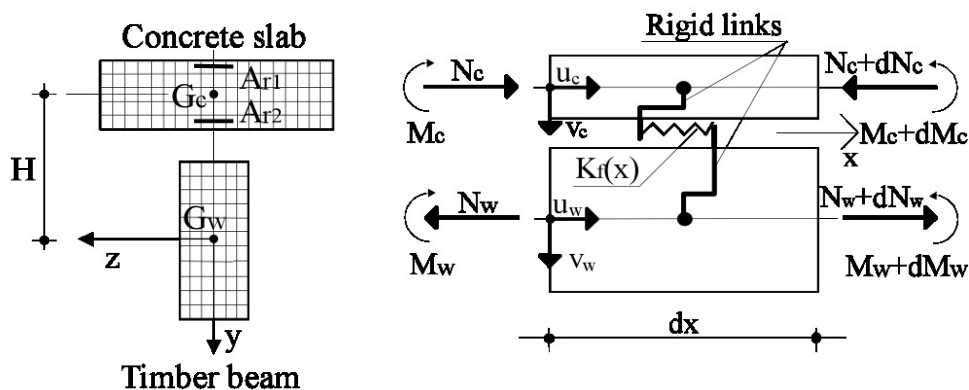 Concrete slab
Ar1
Gc
Ar2
H
Gw
z
y
Timber beam
Rigid links
Nc
uc
Nc+dNc
Mc
vc
Mc+dMc
x
Kf(x)
Nw
uw
Nw+dNw
Mw
vw
Mw+dMw
dx